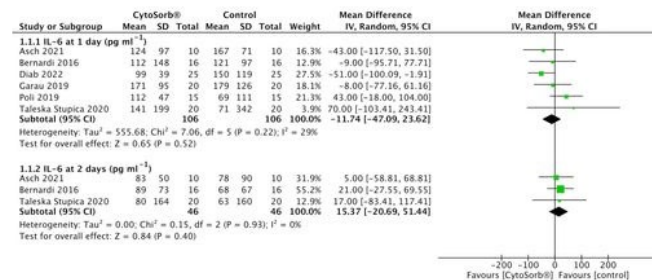 CytoSorb® Control Mean Difference Mean Difference
Study or Subgroup Mean SD Total Mean SD Total Weight IV, Random, 95% CI IV, Random, 95% CI
1.1.1 IL-6 at 1 day (pg ml⁻¹)
Asch 2021 124 97 10 167 71 10 16.3% -43.00 [-117.50, 31.50]
Bernardi 2016 112 148 16 121 97 16 -9.00 [-95.71, 77.71]
Diab 2022 99 39 25 150 119 25 27.5% -51.00 [-100.09, -1.91]
Garau 2019 171 95 20 179 126 20 -8.00 [-77.16, 61.16]
Poli 2019 112 47 15 69 111 15 43.00 [-18.00, 104.00]
Taleska Stupica 2020 141 199 20 71 342 20 70.00 [-103.41, 243.41]
Subtotal (95% CI) 106 106 100.0% -11.74 [-47.09, 23.62]
Heterogeneity: Tau² = 555.68; Chi² = 7.06, df = 5 (P = 0.22); I² = 29%
Test for overall effect: Z = 0.65 (P = 0.52)
1.1.2 IL-6 at 2 days (pg ml⁻¹)
Asch 2021 83 50 10 78 90 10 31.9% 5.00 [-58.81, 68.81]
Bernardi 2016 89 73 16 68 67 16 55.2% 21.00 [-27.55, 69.55]
Taleska Stupica 2020 80 164 20 63 160 20 17.00 [-83.41, 117.41]
Subtotal (95% CI) 46 46 100.0% 15.37 [-20.69, 51.44]
Heterogeneity: Tau² = 0.00; Chi² = 0.15, df = 2 (P = 0.93); I² = 0%
Test for overall effect: Z = 0.84 (P = 0.40)
-200 -100 0 100 200
Favours [CytoSorb®] Favours [control]